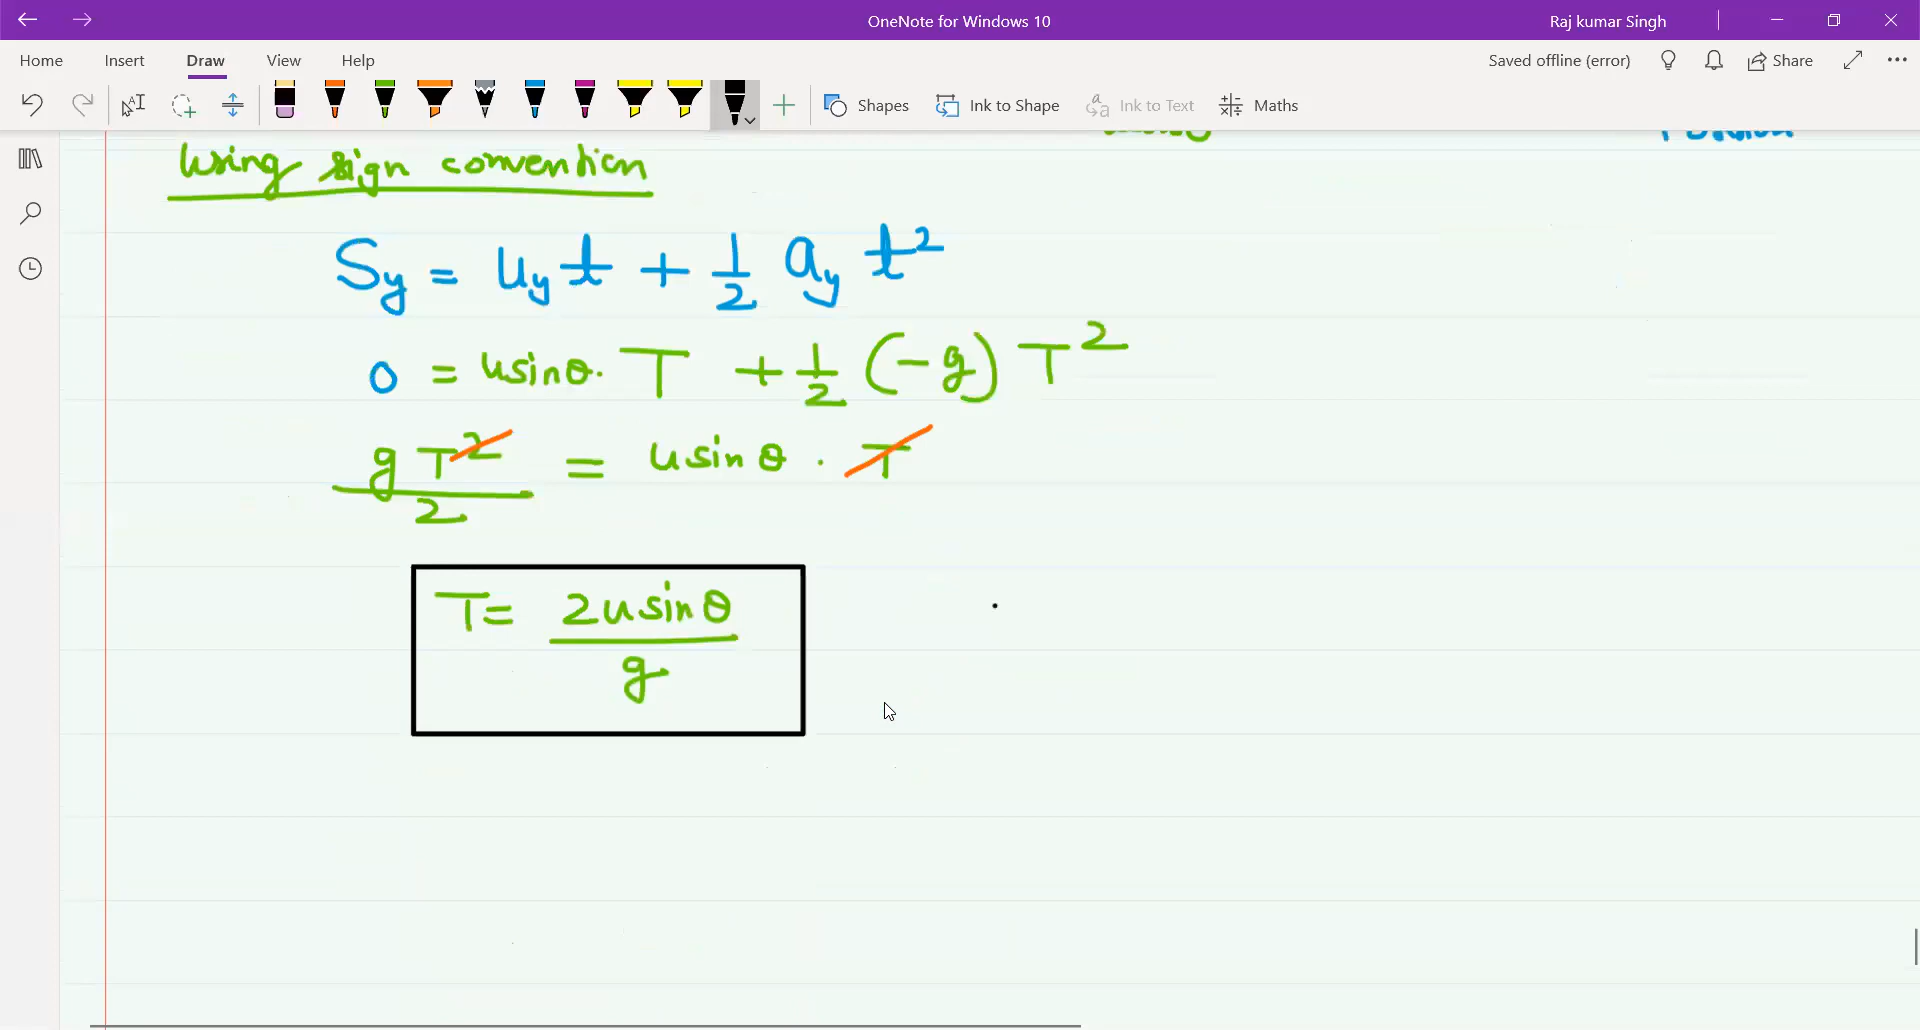 OneNote for Windows 10
Raj kumar Singh
Home Insert Draw View Help
Saved offline (error) Share
Shapes Ink to Shape Ink to Text Maths
Using sign convention
Sy = uy t + 1/2 ay t²
0 = usinθ. T + 1/2 (-g) T²
g T²/2 = usinθ . T
T = 2usinθ/g